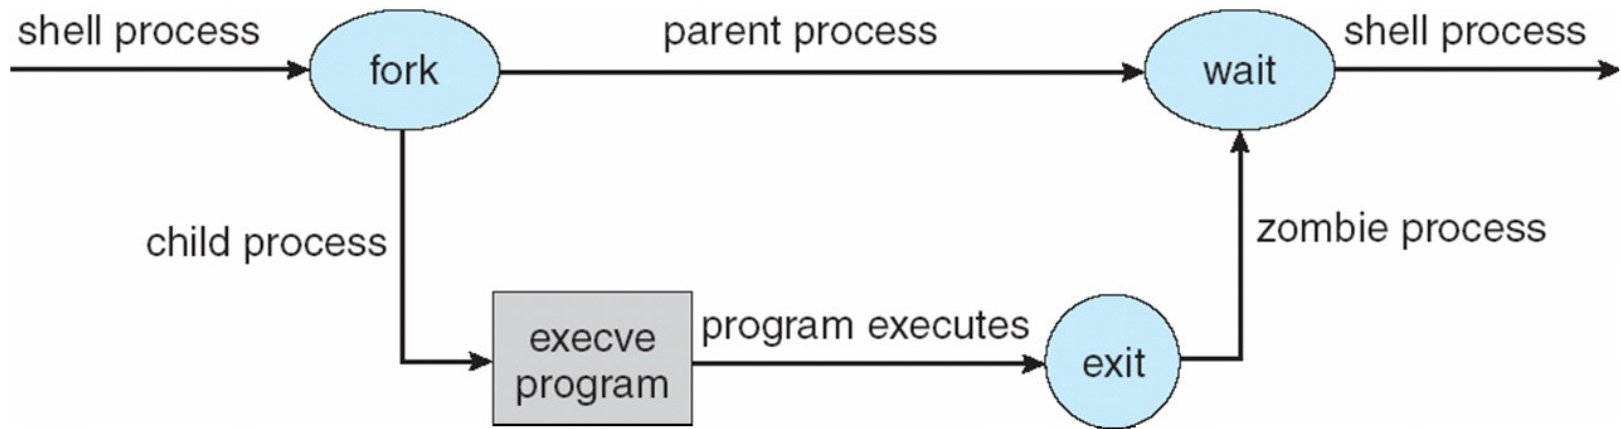 shell process
fork
parent process
wait
shell process
child process
zombie process
execve
program
program executes
exit